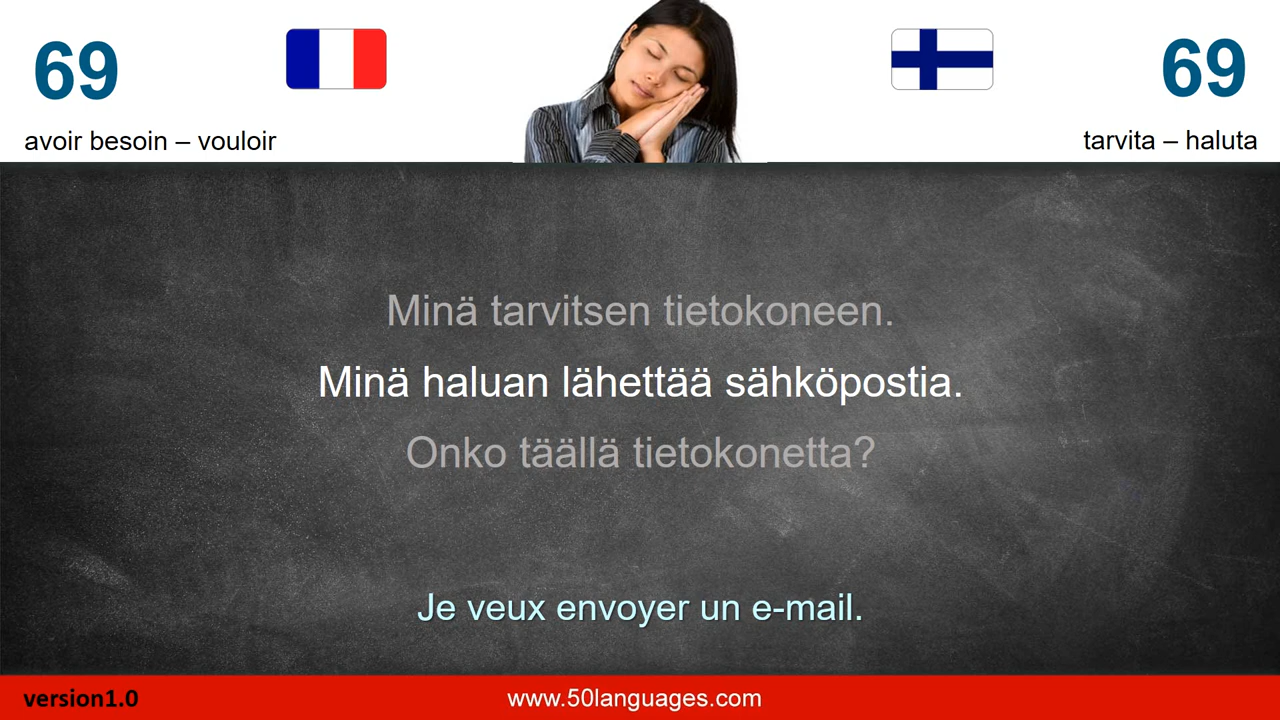 69
69
avoir besoin – vouloir
tarvita – haluta
Minä tarvitsen tietokoneen.
Minä haluan lähettää sähköpostia.
Onko täällä tietokonetta?
Je veux envoyer un e-mail.
version1.0
www.50languages.com